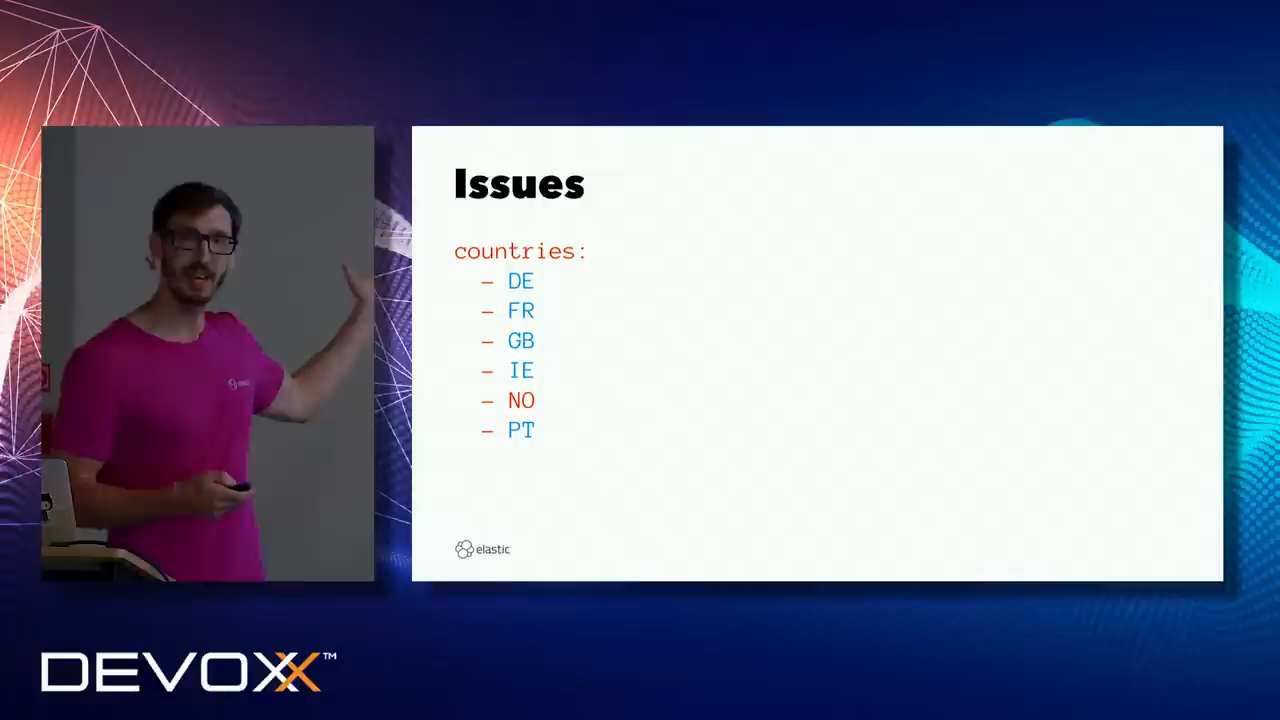 Issues
countries:
- DE
- FR
- GB
- IE
- NO
- PT
elastic
DEVOXX™